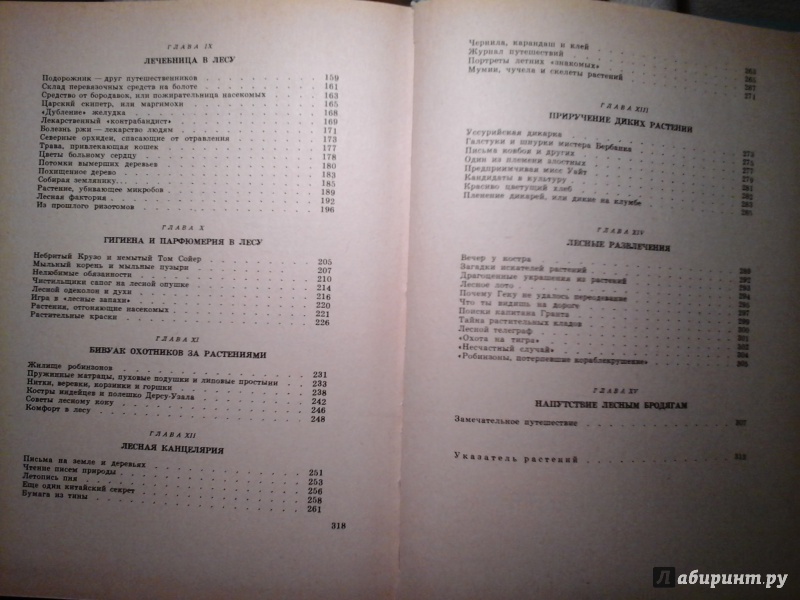 ГЛАВА IX
ЛЕЧЕБНИЦА В ЛЕСУ
Подорожник — друг путешественников 159
Склад перевязочных средств на болоте 161
Средство от бородавок, или пожирательница насекомых 163
Царский скипетр, или маргимохи 165
«Дубление» желудка 168
Лекарственный «контрабандист» 169
Болезнь ржи — лекарство людям 171
Северные орхидеи, спасающие от отравления 173
Трава, привлекающая кошек 177
Цветы больному сердцу 178
Потомки вымерших деревьев 180
Похищенное дерево 183
Собирая землянику... 185
Растение, убивающее микробов 189
Лесная фактория 192
Из прошлого ризотомов 196
ГЛАВА X
ГИГИЕНА И ПАРФЮМЕРИЯ В ЛЕСУ
Небритый Крузо и немытый Том Сойер 205
Мыльный корень и мыльные пузыри 207
Нелюбимые обязанности 210
Чистильщики сапог на лесной опушке 214
Лесной одеколон и духи 216
Игра в «лесные запахи» 220
Растения, отгоняющие насекомых 221
Растительные краски 226
ГЛАВА XI
БИВУАК ОХОТНИКОВ ЗА РАСТЕНИЯМИ
Жилище робинзонов 231
Пружинные матрацы, пуховые подушки и липовые простыни 233
Нитки, веревки, корзинки и горшки 238
Костры индейцев и полешко Дерсу-Узала 242
Советы лесному коку 246
Комфорт в лесу 248
ГЛАВА XII
ЛЕСНАЯ КАНЦЕЛЯРИЯ
Письма на земле и деревьях 251
Чтение писем природы 253
Летопись пня 256
Еще один китайский секрет 258
Бумага из тины 261
318
Чернила, карандаш и клей
Журнал путешествий
Портреты летних «знакомых»
Мумии, чучела и скелеты растений 271
ГЛАВА XIII
ПРИРУЧЕНИЕ ДИКИХ РАСТЕНИЙ
Уссурийская дикарка
Галстуки и шнурки мистера Бербанка
Письма ковбоя и других
Один из племени злостных
Предприимчивая мисс Уайт
Кандидаты в культуру
Красиво цветущий хлеб
Пленение дикарей, или дикие на клумбе
ГЛАВА XIV
ЛЕСНЫЕ РАЗВЛЕЧЕНИЯ
Вечер у костра
Загадки искателей растений
Драгоценные украшения из растений
Лесное лото
Почему Геку не удалось переодевание
Что ты видишь на дороге
Поиски капитана Гранта
Тайна растительных кладов
Лесной телеграф
«Охота на тигра»
«Несчастный случай»
«Робинзоны, потерпевшие кораблекрушение»
ГЛАВА XV
НАПУТСТВИЕ ЛЕСНЫМ БРОДЯГАМ
Замечательное путешествие
Указатель растений
Лабиринт.ру